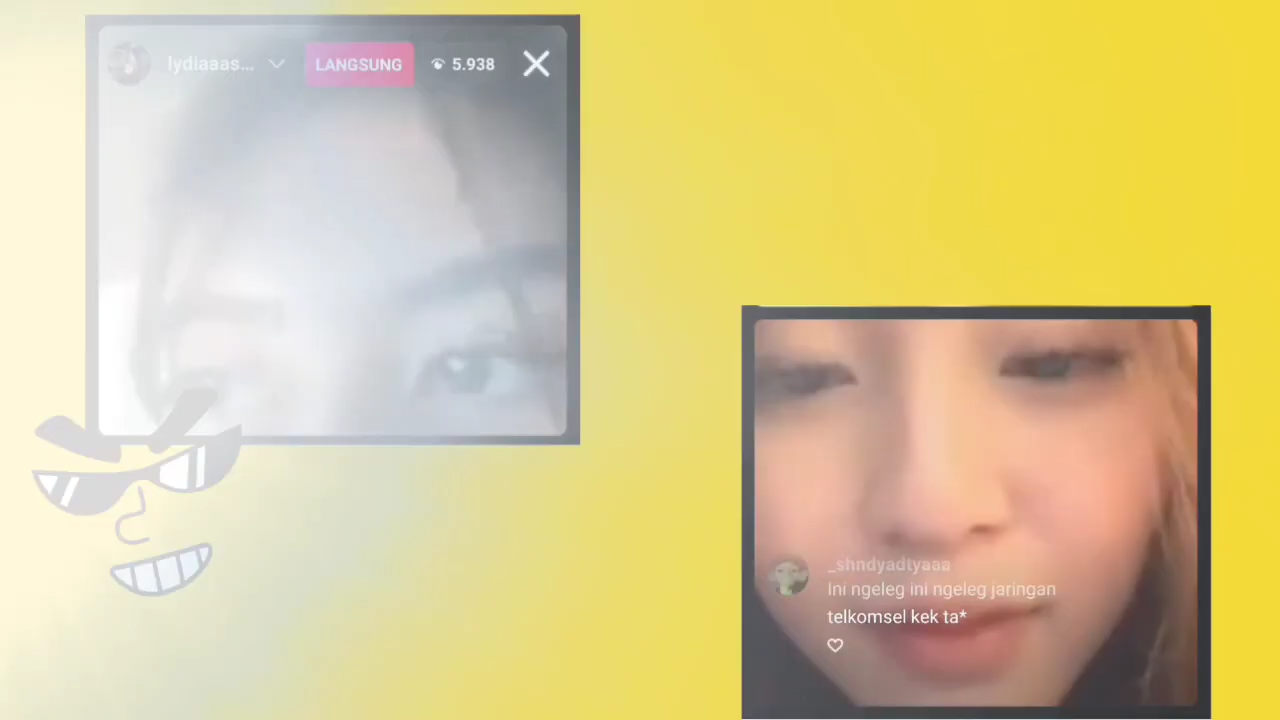 lydiaaas...
LANGSUNG
5.938
_shndyadtyaaa
Ini ngeleg ini ngeleg jaringan
telkomsel kek ta*